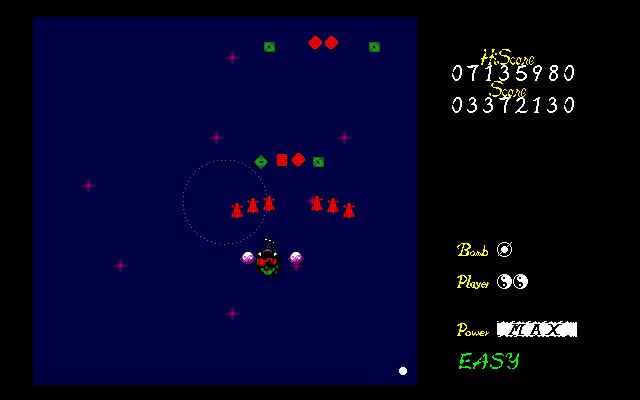 HiScore
07135980
Score
03372130
Bomb
Player
Power MAX
EASY